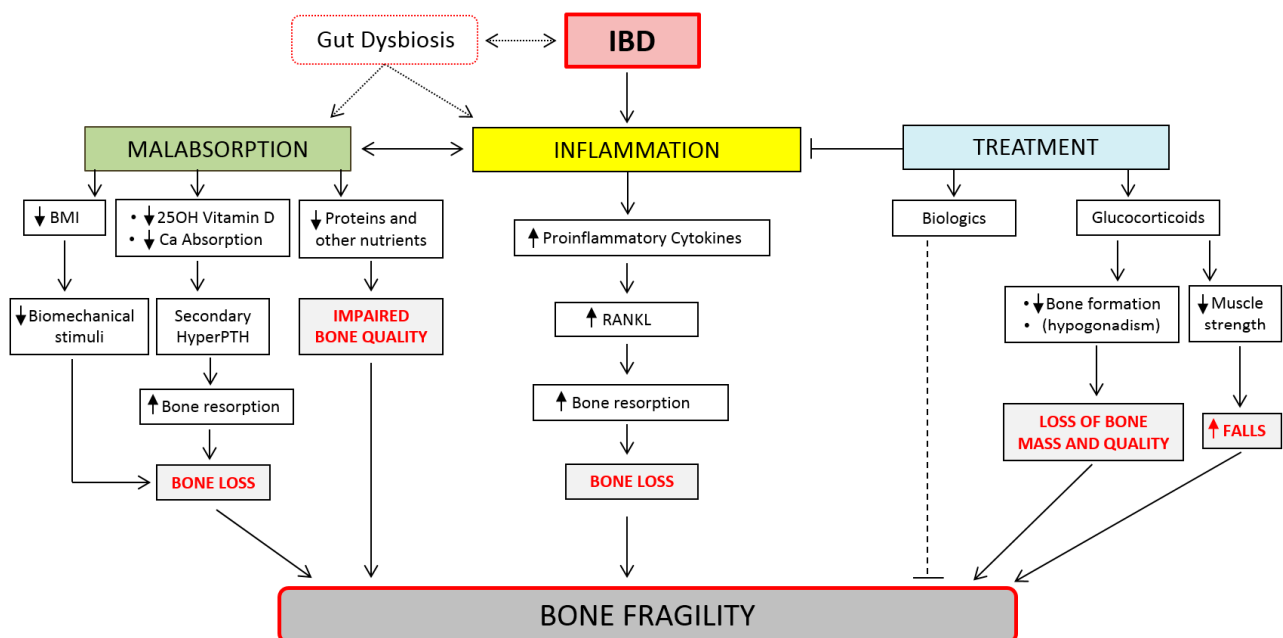 Gut Dysbiosis
IBD
MALABSORPTION
INFLAMMATION
TREATMENT
↓ BMI
• ↓ 25OH Vitamin D
• ↓ Ca Absorption
↓ Proteins and
other nutrients
↑ Proinflammatory Cytokines
Biologics
Glucocorticoids
↓ Biomechanical
stimuli
Secondary
HyperPTH
IMPAIRED
BONE QUALITY
↑ RANKL
• ↓ Bone formation
• (hypogonadism)
↓ Muscle
strength
↑ Bone resorption
↑ Bone resorption
LOSS OF BONE
MASS AND QUALITY
↑ FALLS
BONE LOSS
BONE LOSS
BONE FRAGILITY